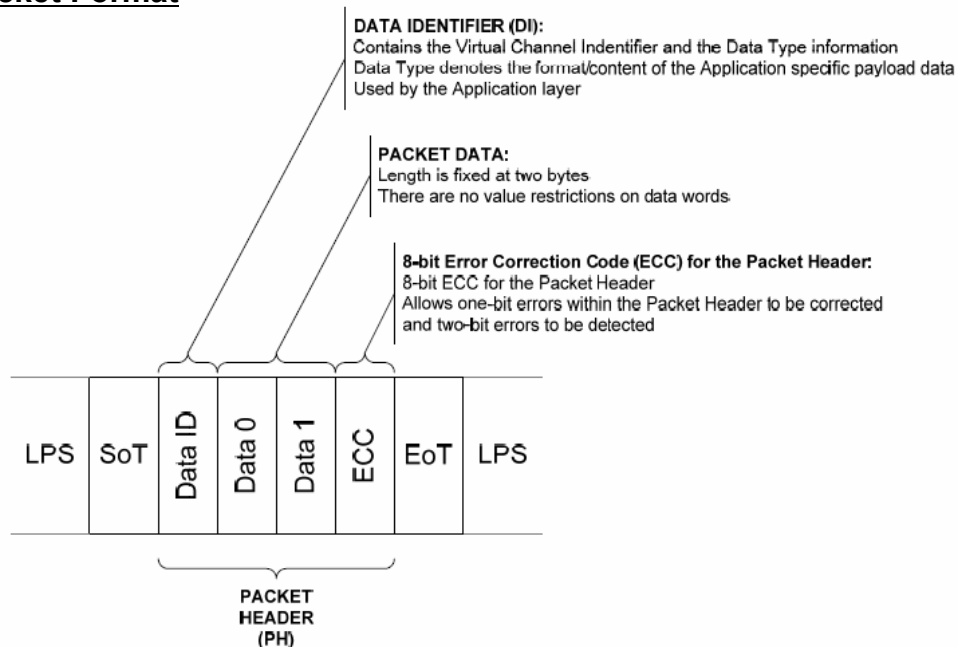 DATA IDENTIFIER (DI):
Contains the Virtual Channel Indentifier and the Data Type information
Data Type denotes the format/content of the Application specific payload data
Used by the Application layer
PACKET DATA:
Length is fixed at two bytes
There are no value restrictions on data words
8-bit Error Correction Code (ECC) for the Packet Header:
8-bit ECC for the Packet Header
Allows one-bit errors within the Packet Header to be corrected
and two-bit errors to be detected
LPS
SoT
Data ID
Data 0
Data 1
ECC
EoT
LPS
PACKET
HEADER
(PH)